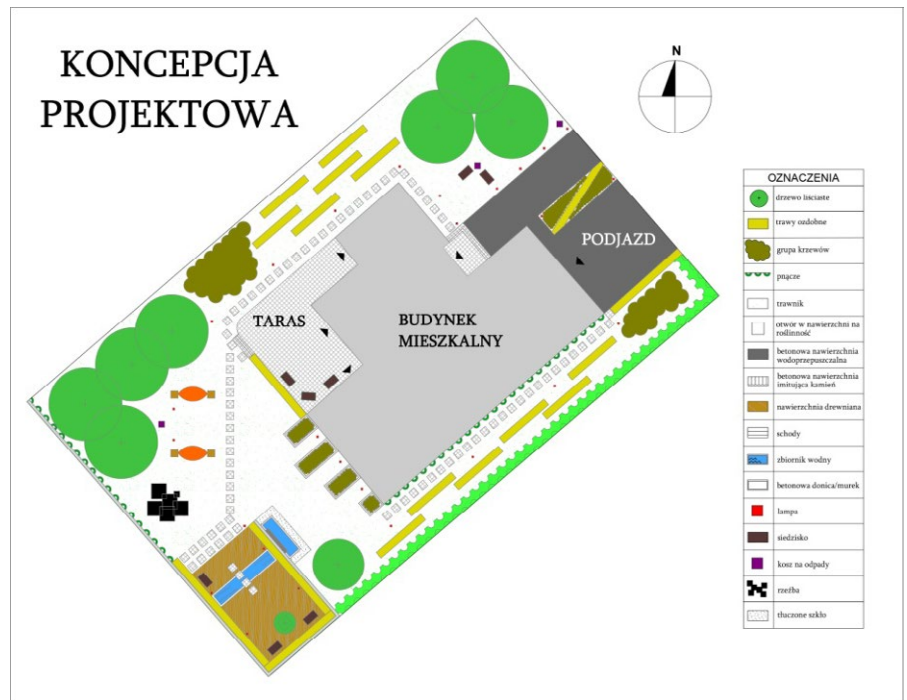 KONCEPCJA
PROJEKTOWA
N
PODJAZD
TARAS
BUDYNEK
MIESZKALNY
OZNACZENIA
drzewo liściaste
trawy ozdobne
grupa krzewów
pnącze
trawnik
otwór w nawierzchni na
roślinność
betonowa nawierzchnia
wodoprzepuszczalna
betonowa nawierzchnia
imitująca kamień
nawierzchnia drewniana
schody
zbiornik wodny
betonowa donica/murek
lampa
siedzisko
kosz na odpady
rzeźba
tłuczone szkło